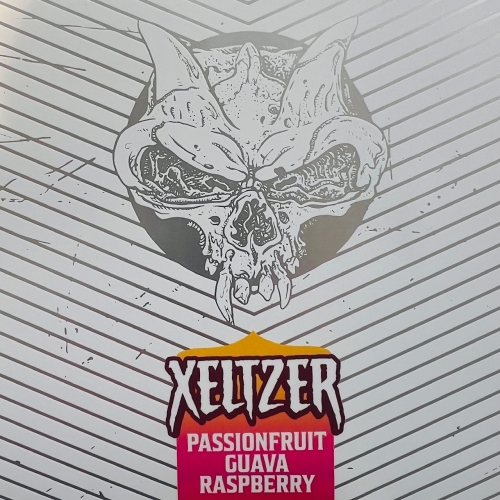 XELTZER
PASSIONFRUIT
GUAVA
RASPBERRY